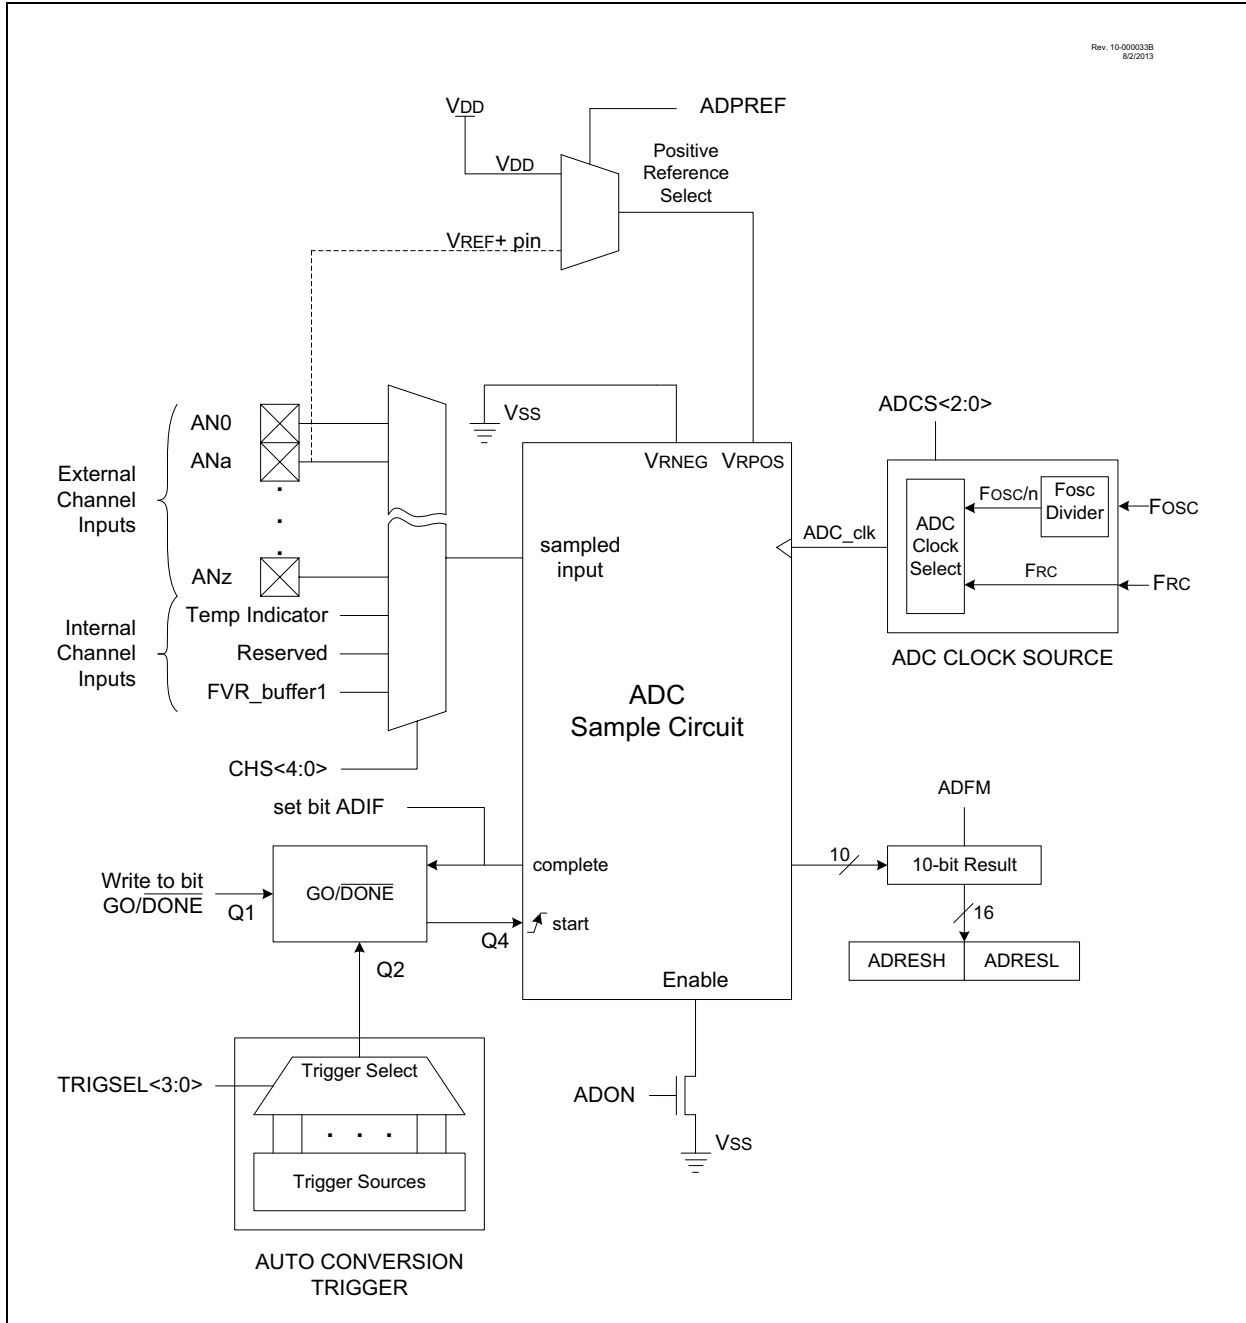 Rev. 10-000033B
8/2/2013
VDD
ADPREF
VDD
Positive
Reference
Select
VREF+ pin
AN0
ANa
.
.
.
ANz
External
Channel
Inputs
Temp Indicator
Reserved
FVR_buffer1
Internal
Channel
Inputs
CHS<4:0>
VSS
VRNEG VRPOS
sampled
input
ADC
Sample Circuit
ADCS<2:0>
ADC_clk
ADC
Clock
Select
FOSC/n
Fosc
Divider
FOSC
FRC
FRC
ADC CLOCK SOURCE
set bit ADIF
complete
Write to bit
GO/DONE
Q1
GO/DONE
Q4
start
Q2
Enable
ADFM
10
10-bit Result
16
ADRESH ADRESL
TRIGSEL<3:0>
Trigger Select
. . .
Trigger Sources
AUTO CONVERSION
TRIGGER
ADON
VSS